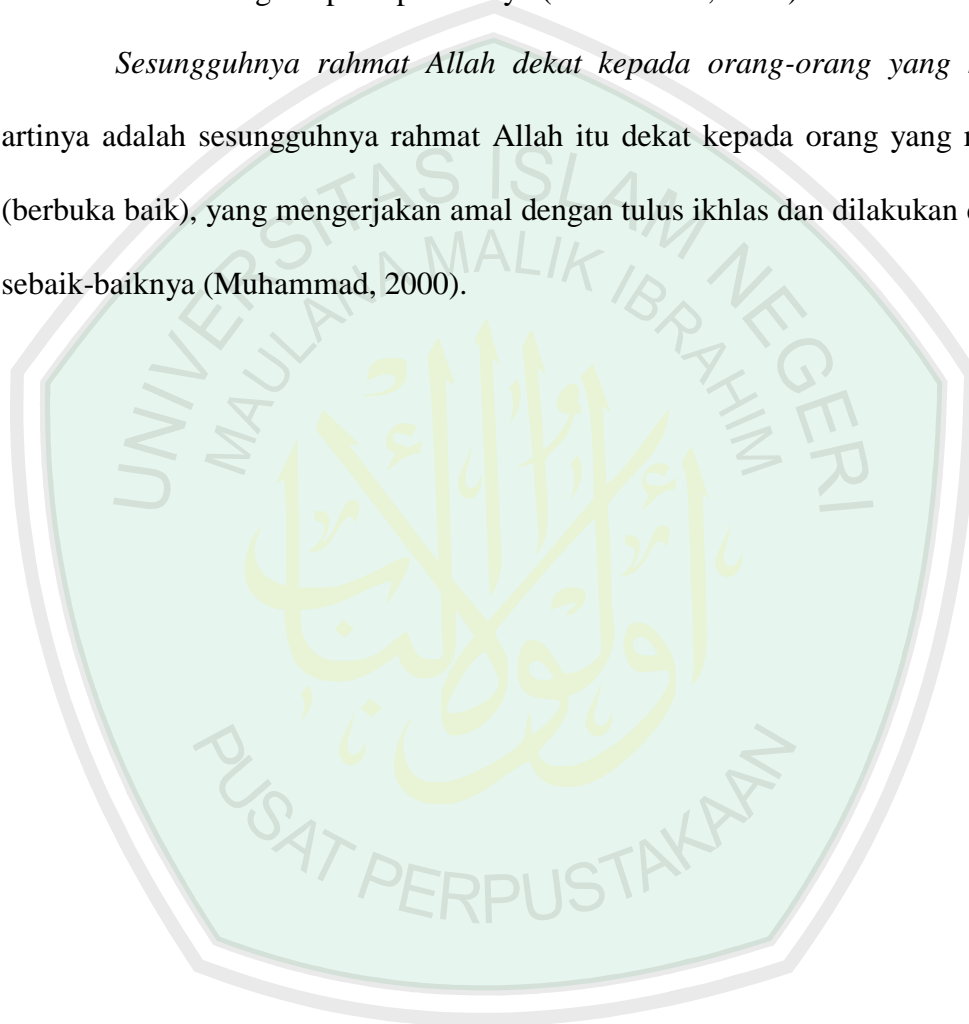 Sesungguhnya rahmat Allah dekat kepada orang-orang yang
artinya adalah sesungguhnya rahmat Allah itu dekat kepada orang yang
(berbuka baik), yang mengerjakan amal dengan tulus ikhlas dan dilakukan
sebaik-baiknya (Muhammad, 2000).
UNIVERSITAS ISLAM NEGERI
MAULANA MALIK IBRAHIM
أولوا الألباب
PUSAT PERPUSTAKAAN